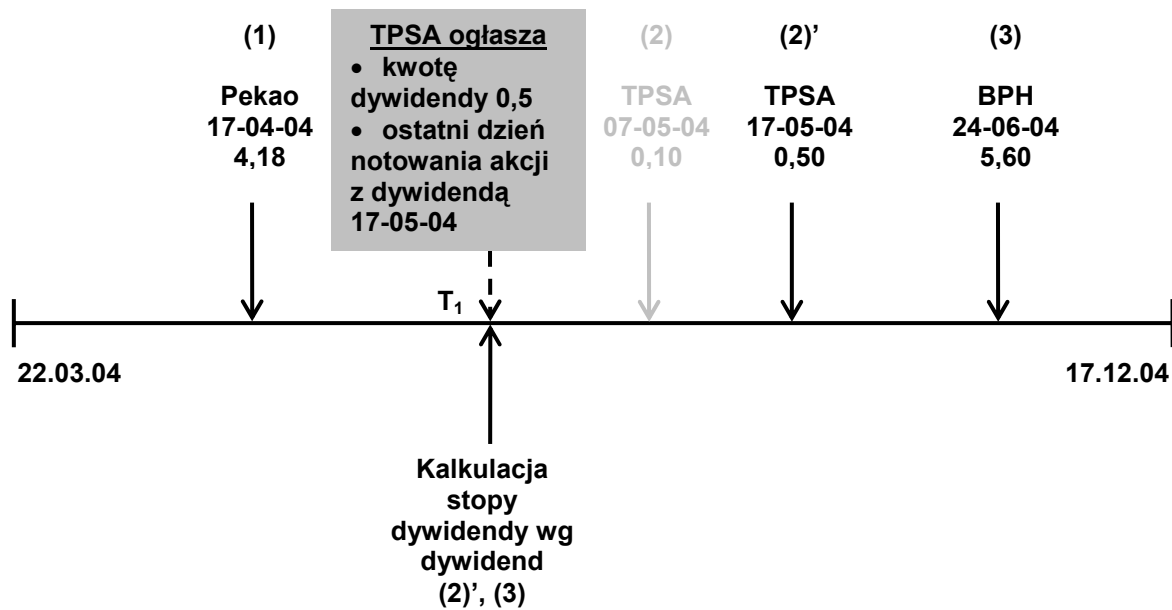 (1)
Pekao
17-04-04
4,18
TPSA ogłasza
• kwotę
dywidendy 0,5
• ostatni dzień
notowania akcji
z dywidendą
17-05-04
(2)
TPSA
07-05-04
0,10
(2)’
TPSA
17-05-04
0,50
(3)
BPH
24-06-04
5,60
T₁
22.03.04
17.12.04
Kalkulacja
stopy
dywidendy wg
dywidend
(2)’, (3)